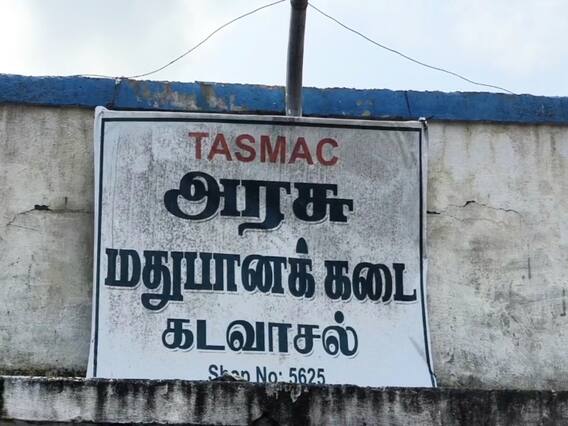 TASMAC
அரசு
மதுபானக் கடை
கடவாசல்
Shop No: 5625